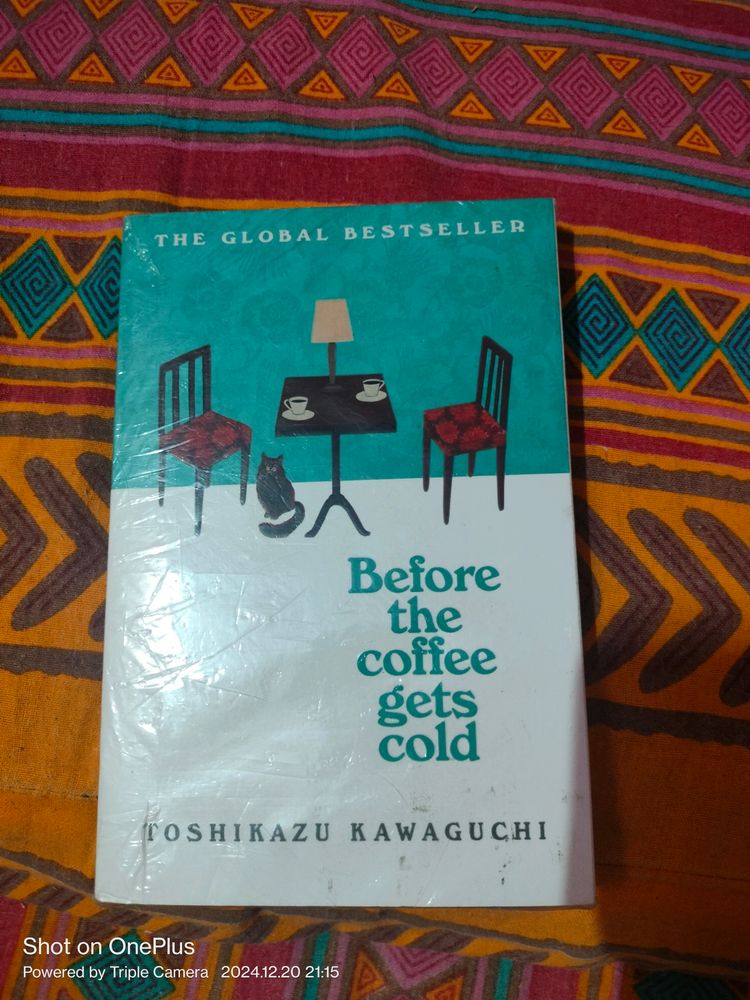 THE GLOBAL BESTSELLER
Before
the
coffee
gets
cold
TOSHIKAZU KAWAGUCHI
Shot on OnePlus
Powered by Triple Camera 2024.12.20 21:15